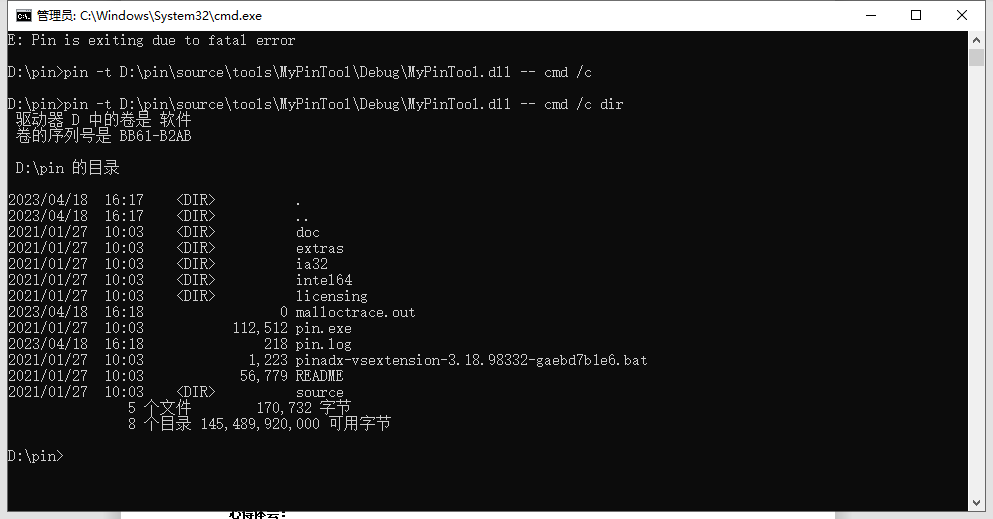 管理员: C:\Windows\System32\cmd.exe
E: Pin is exiting due to fatal error
D:\pin>pin -t D:\pin\source\tools\MyPinTool\Debug\MyPinTool.dll -- cmd /c
D:\pin>pin -t D:\pin\source\tools\MyPinTool\Debug\MyPinTool.dll -- cmd /c dir
驱动器 D 中的卷是 软件
卷的序列号是 BB61-B2AB
D:\pin 的目录
2023/04/18  16:17    <DIR>          .
2023/04/18  16:17    <DIR>          ..
2021/01/27  10:03    <DIR>          doc
2021/01/27  10:03    <DIR>          extras
2021/01/27  10:03    <DIR>          ia32
2021/01/27  10:03    <DIR>          intel64
2021/01/27  10:03    <DIR>          licensing
2023/04/18  16:18                 0 malloctrace.out
2021/01/27  10:03           112,512 pin.exe
2023/04/18  16:18               218 pin.log
2021/01/27  10:03             1,223 pinadx-vsextension-3.18.98332-gaebd7b1e6.bat
2021/01/27  10:03            56,779 README
2021/01/27  10:03    <DIR>          source
5 个文件        170,732 字节
8 个目录 145,489,920,000 可用字节
D:\pin>